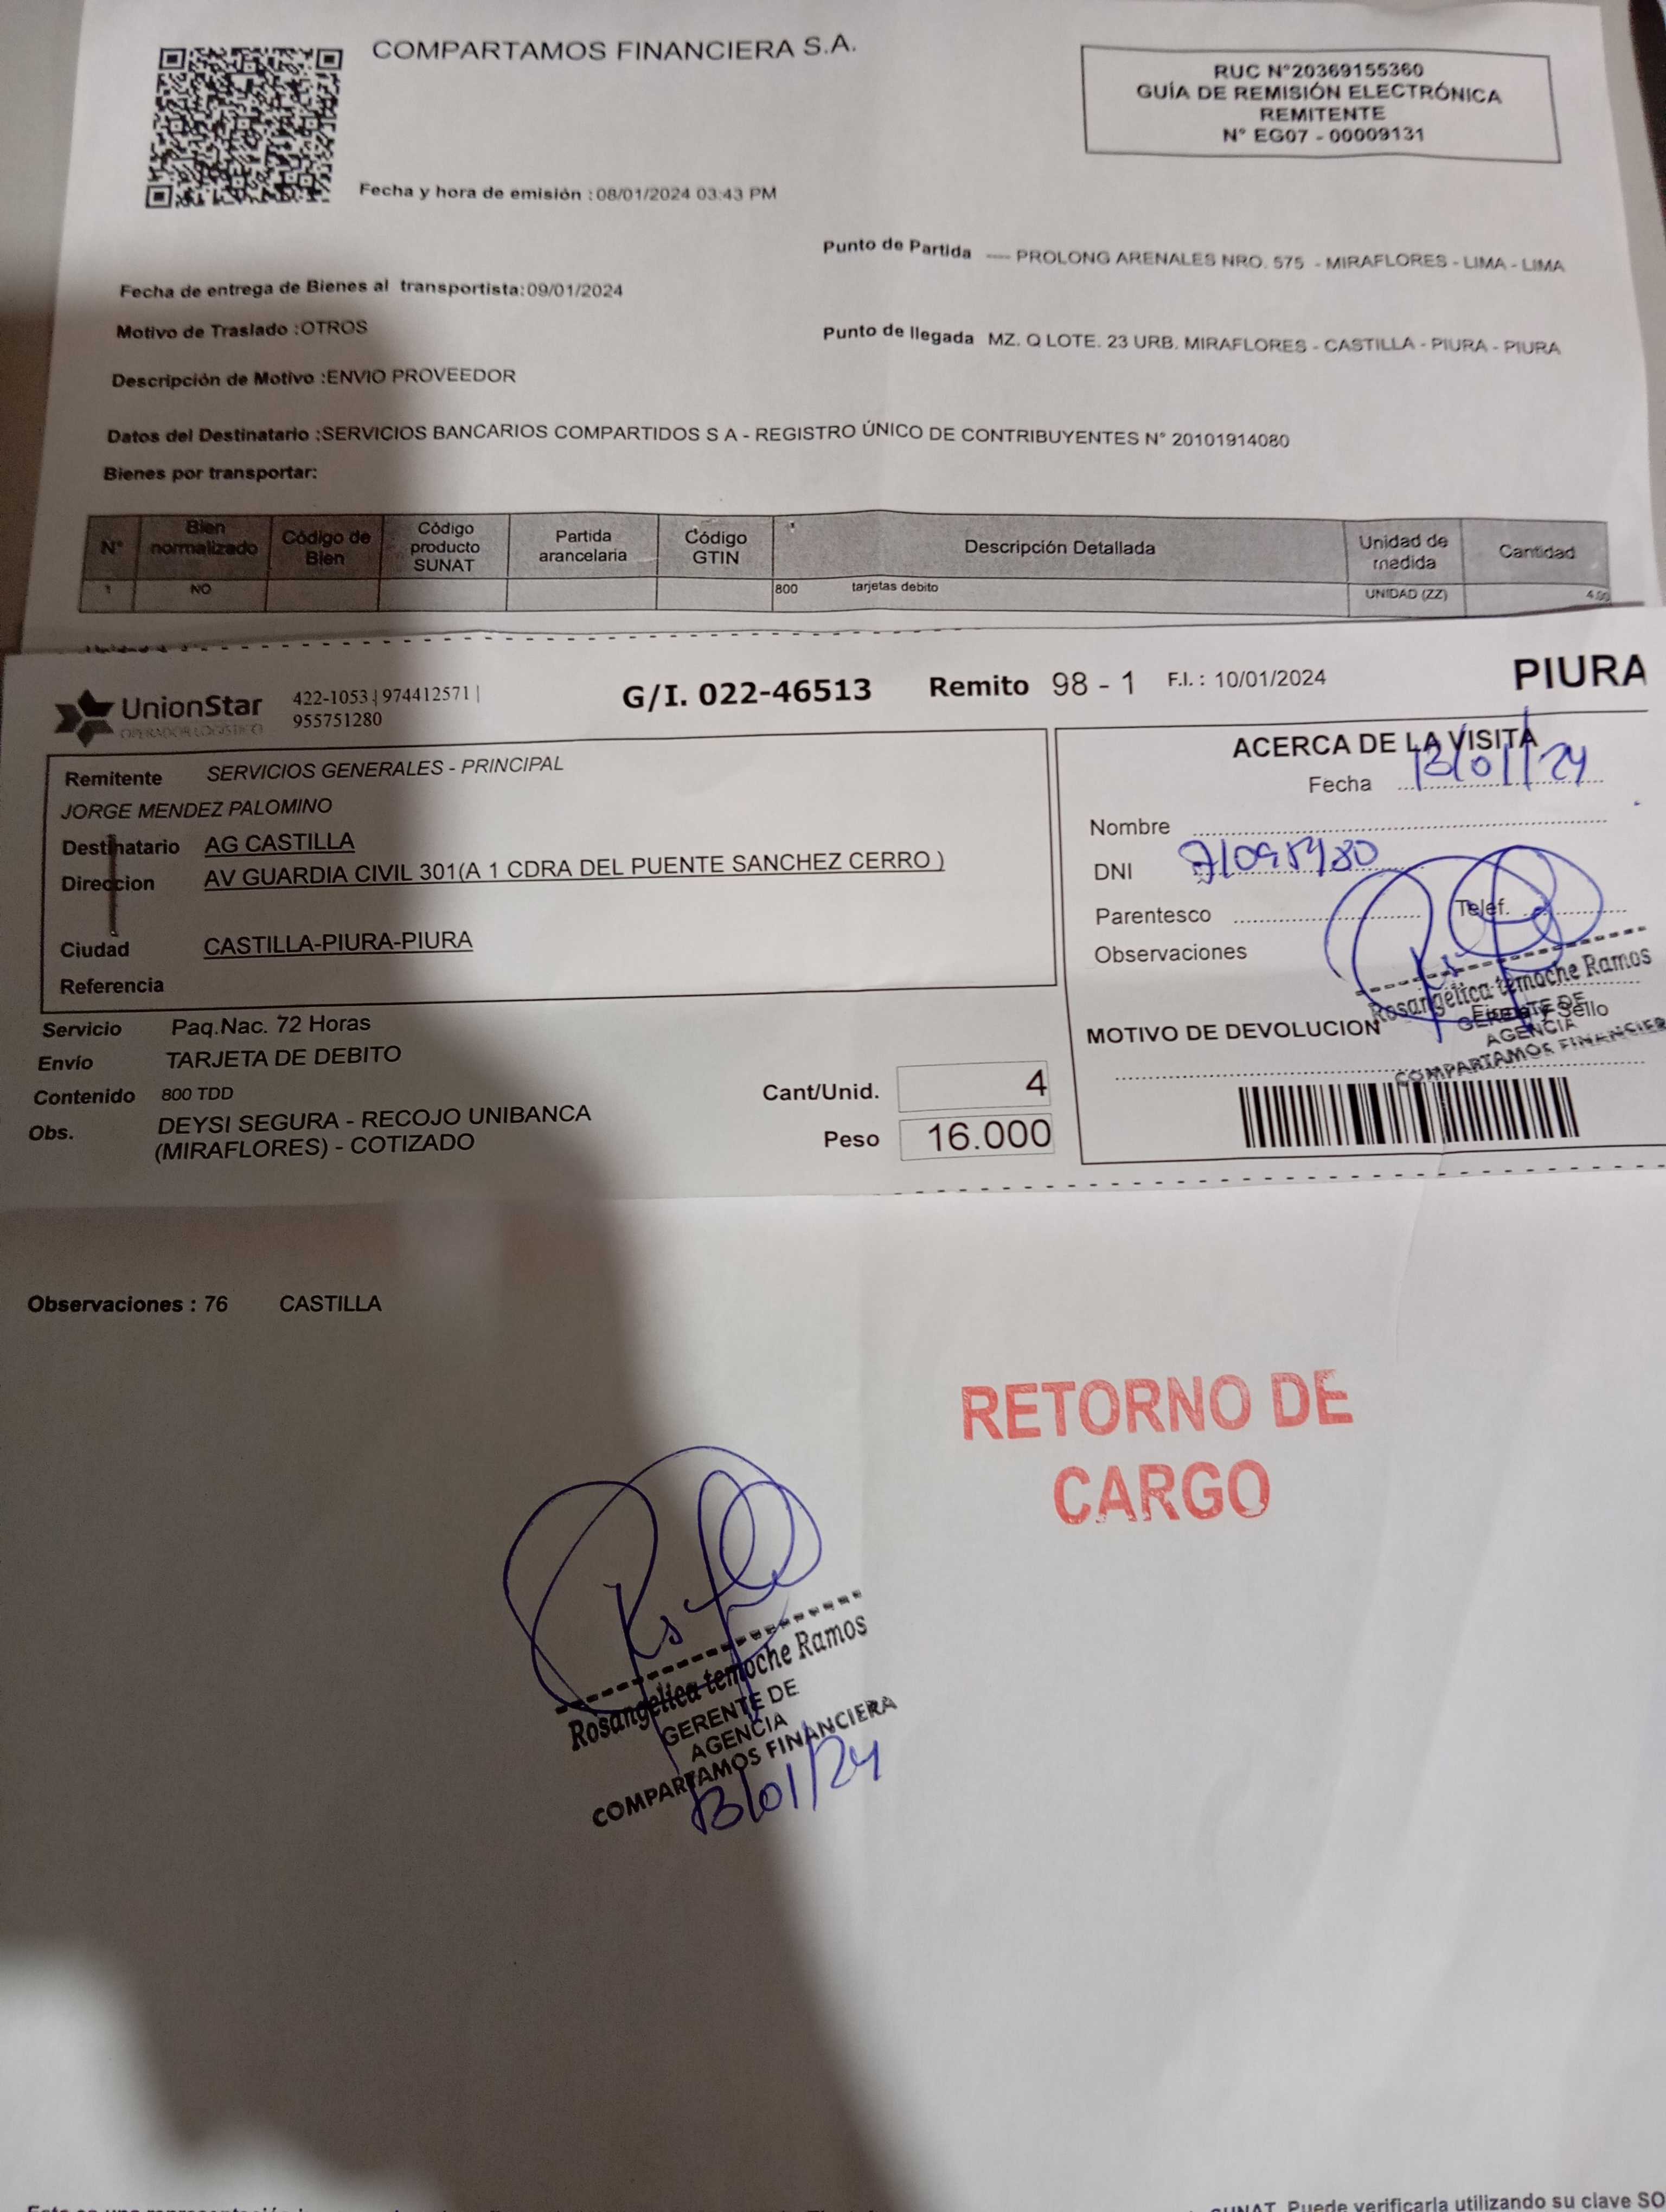 COMPARTAMOS FINANCIERA S.A.
RUC N°20369155360
GUÍA DE REMISIÓN ELECTRÓNICA
REMITENTE
N° EG07 - 00009131
Fecha y hora de emisión : 08/01/2024 03:43 PM
Punto de Partida ---- PROLONG ARENALES NRO. 575 - MIRAFLORES - LIMA - LIMA
Fecha de entrega de Bienes al transportista: 09/01/2024
Motivo de Traslado : OTROS
Punto de llegada MZ. Q LOTE. 23 URB. MIRAFLORES - CASTILLA - PIURA - PIURA
Descripción de Motivo : ENVIO PROVEEDOR
Datos del Destinatario : SERVICIOS BANCARIOS COMPARTIDOS S A - REGISTRO ÚNICO DE CONTRIBUYENTES N° 20101914080
Bienes por transportar:
N° Bien normalizado Código de Bien Código producto SUNAT Partida arancelaria Código GTIN Descripción Detallada Unidad de medida Cantidad
1 NO 800 tarjetas debito UNIDAD (ZZ) 4.00
UnionStar
OPERADOR LOGÍSTICO
422-1053 | 974412571 |
955751280
G/I. 022-46513 Remito 98 - 1 F.I. : 10/01/2024 PIURA
Remitente SERVICIOS GENERALES - PRINCIPAL
JORGE MENDEZ PALOMINO
Destinatario AG CASTILLA
Direccion AV GUARDIA CIVIL 301(A 1 CDRA DEL PUENTE SANCHEZ CERRO )
Ciudad CASTILLA-PIURA-PIURA
Referencia
Servicio Paq.Nac. 72 Horas
Envío TARJETA DE DEBITO
Contenido 800 TDD
Obs. DEYSI SEGURA - RECOJO UNIBANCA
(MIRAFLORES) - COTIZADO
Cant/Unid. 4
Peso 16.000
ACERCA DE LA VISITA
Fecha 13/01/24
Nombre
DNI
Parentesco Telef.
Observaciones
Rosangelica temoche Ramos
Firma y Sello
GERENTE DE
AGENCIA
COMPARTAMOS FINANCIER
MOTIVO DE DEVOLUCION
Observaciones : 76 CASTILLA
RETORNO DE
CARGO
Rosangelica temoche Ramos
GERENTE DE
AGENCIA
COMPARTAMOS FINANCIERA
13/01/24
SUNAT. Puede verificarla utilizando su clave SO